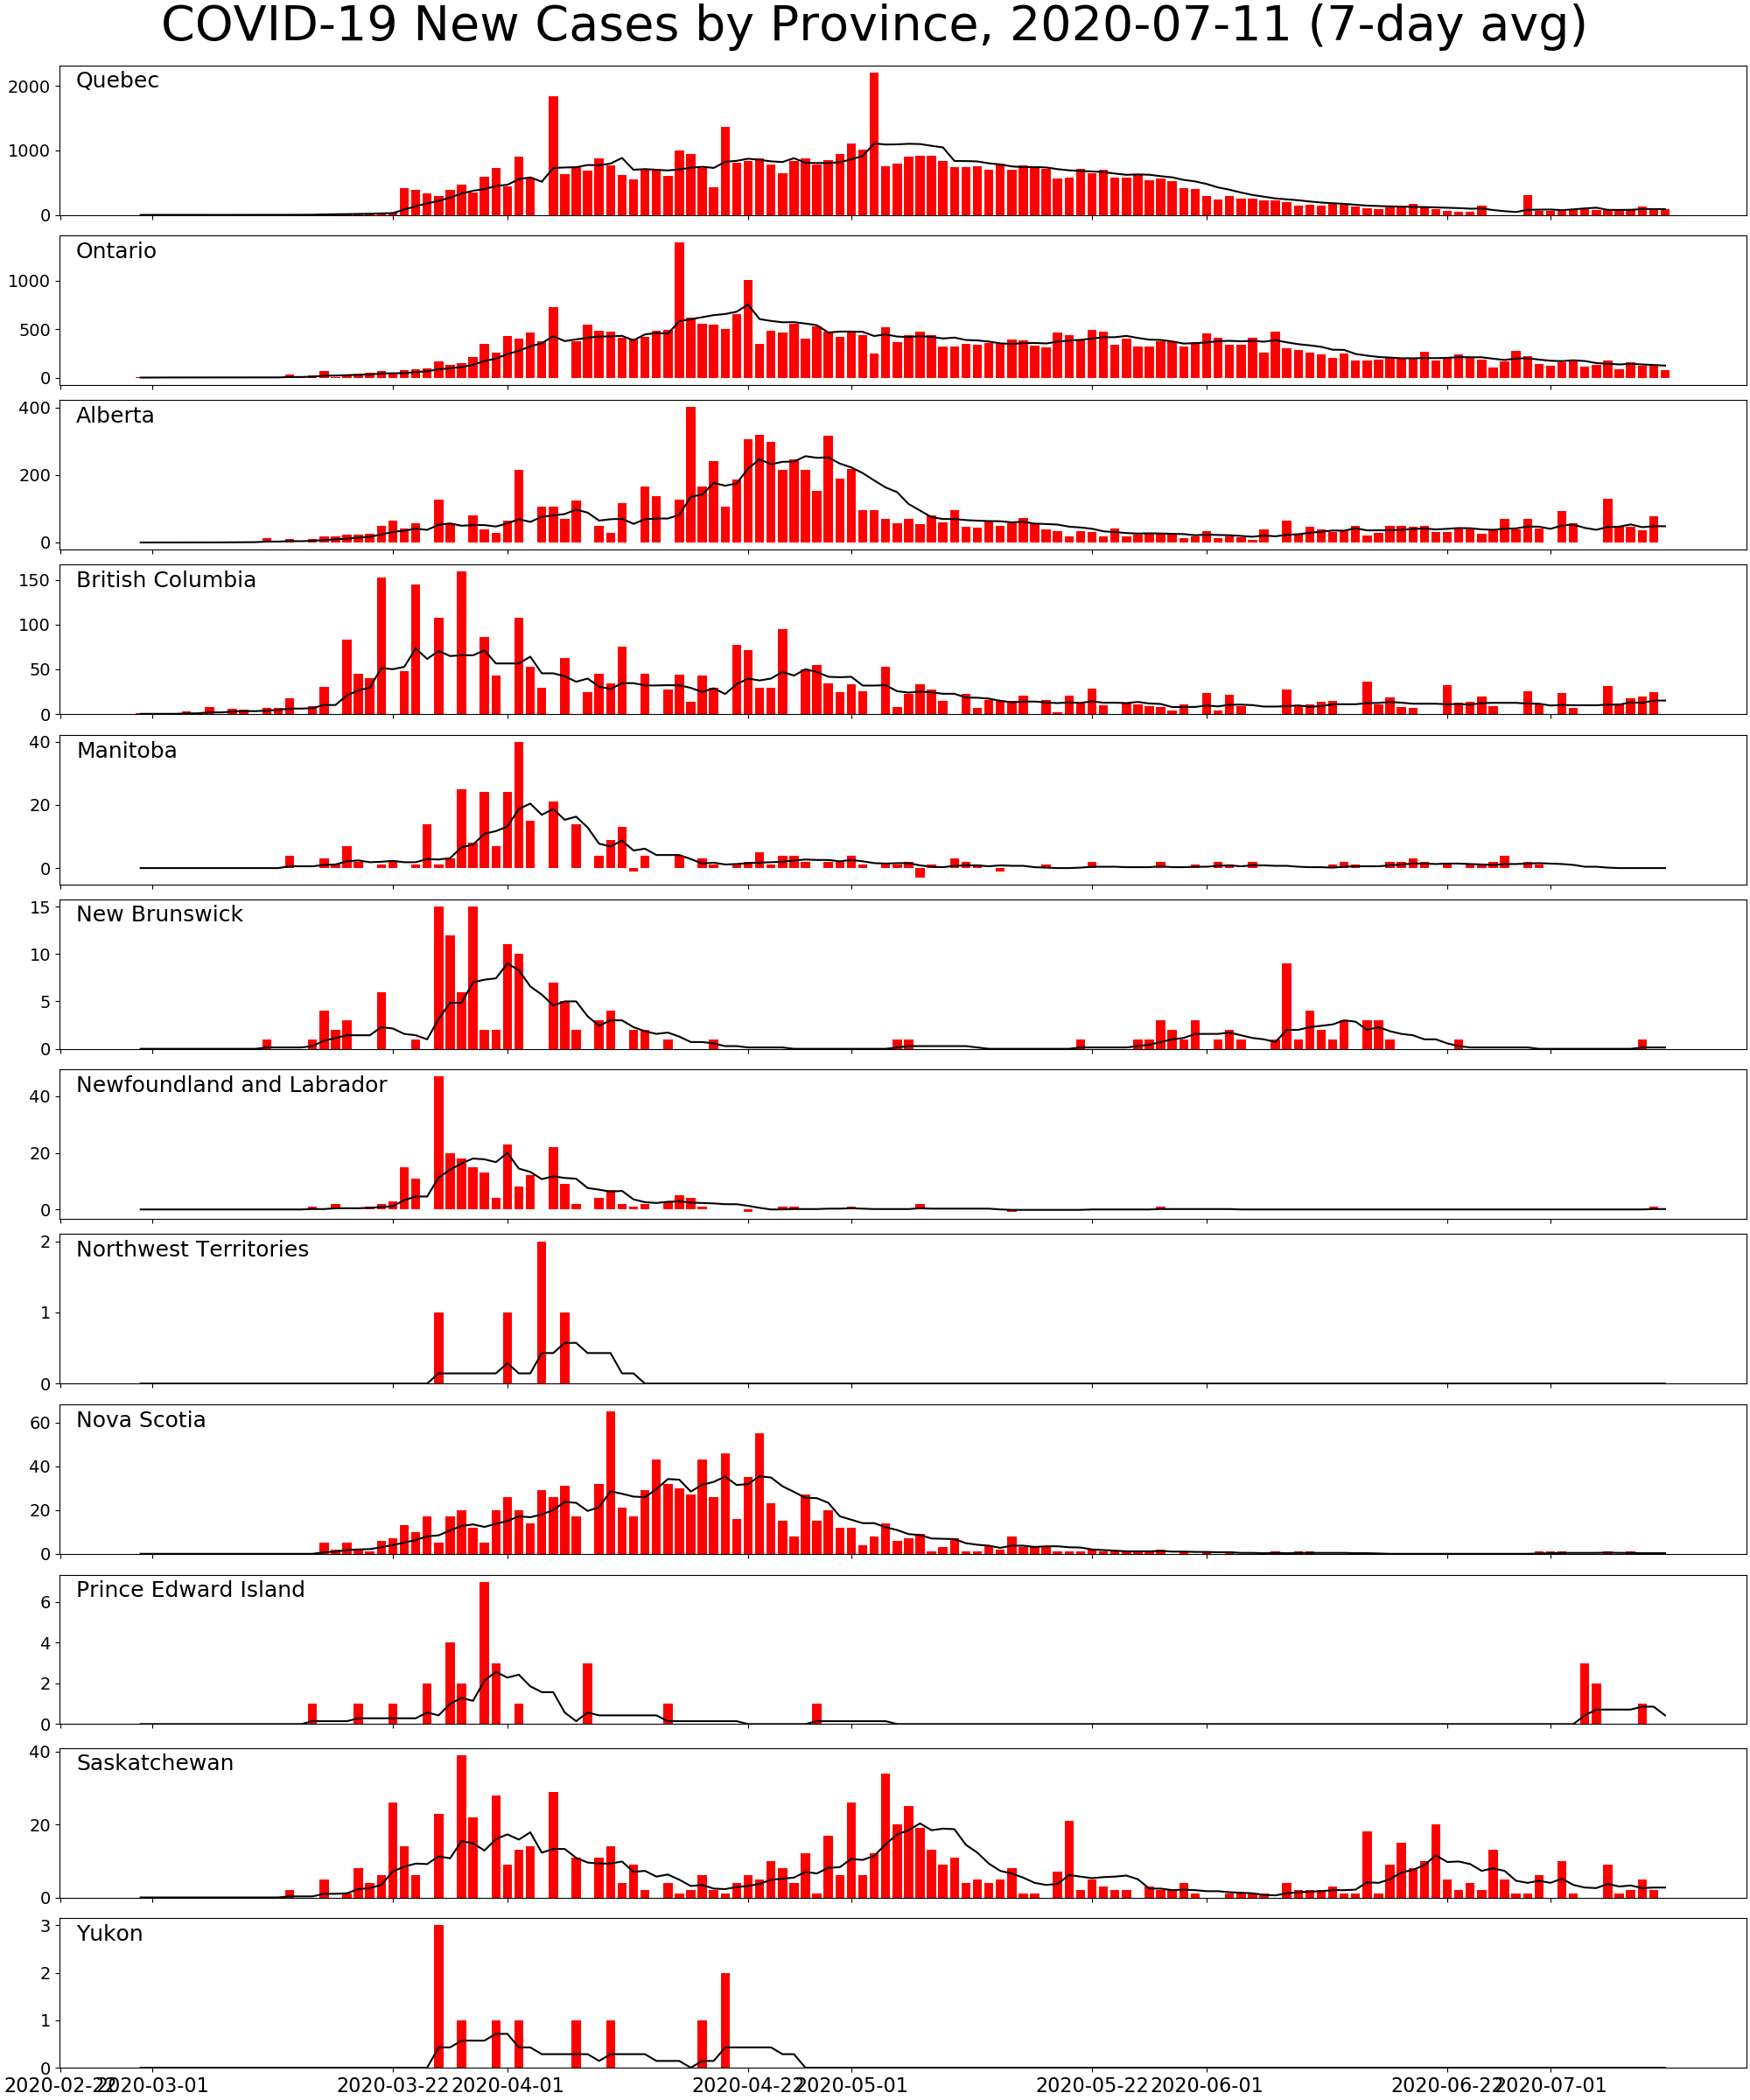 COVID-19 New Cases by Province, 2020-07-11 (7-day avg)
Quebec
2000
1000
0
Ontario
1000
500
0
Alberta
400
200
0
British Columbia
150
100
50
0
Manitoba
40
20
0
New Brunswick
15
10
5
0
Newfoundland and Labrador
40
20
0
Northwest Territories
2
1
0
Nova Scotia
60
40
20
0
Prince Edward Island
6
4
2
0
Saskatchewan
40
20
0
Yukon
3
2
1
0
2020-02-22 2020-03-01 2020-03-22 2020-04-01 2020-04-22 2020-05-01 2020-05-22 2020-06-01 2020-06-22 2020-07-01